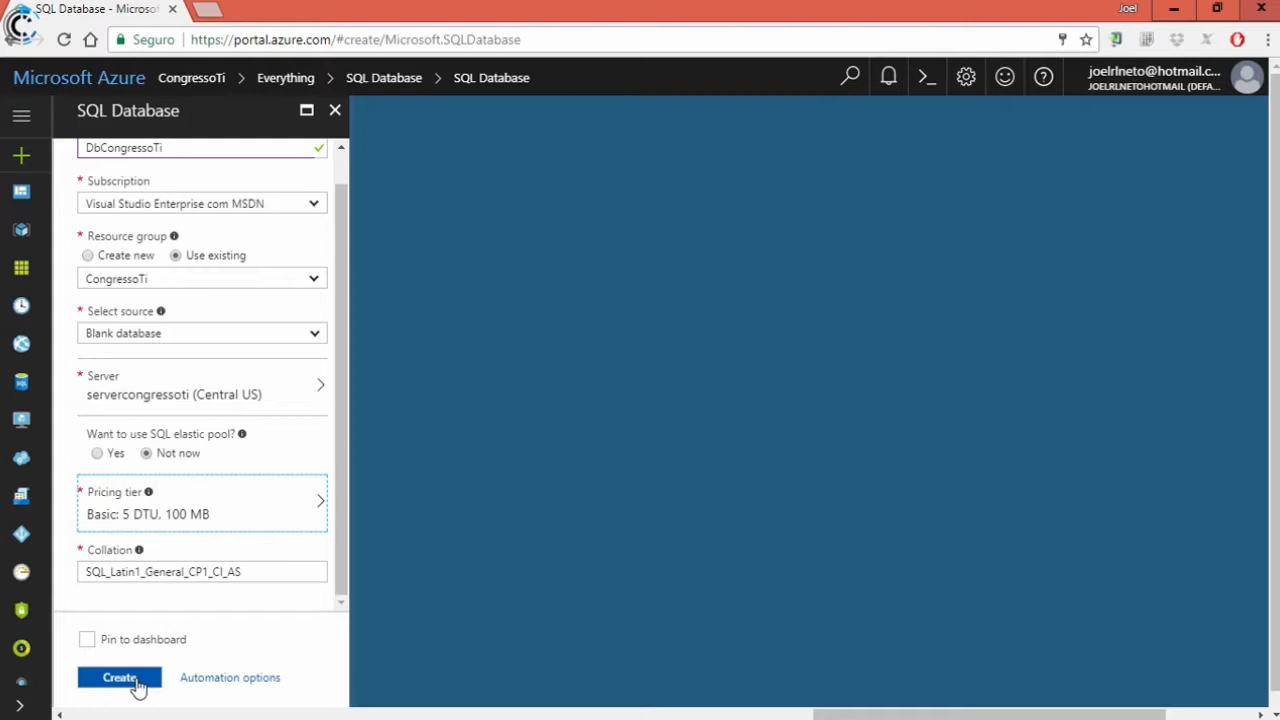 SQL Database - Microso
Joel
Seguro
https://portal.azure.com/#create/Microsoft.SQLDatabase
Microsoft Azure CongressoTi > Everything > SQL Database > SQL Database
joelrlneto@hotmail.c...
JOELRLNETOHOTMAIL (DEFA...
SQL Database
DbCongressoTi
* Subscription
Visual Studio Enterprise com MSDN
* Resource group
Create new Use existing
CongressoTi
* Select source
Blank database
* Server
servercongressoti (Central US)
Want to use SQL elastic pool?
Yes Not now
* Pricing tier
Basic: 5 DTU, 100 MB
* Collation
SQL_Latin1_General_CP1_CI_AS
Pin to dashboard
Create Automation options